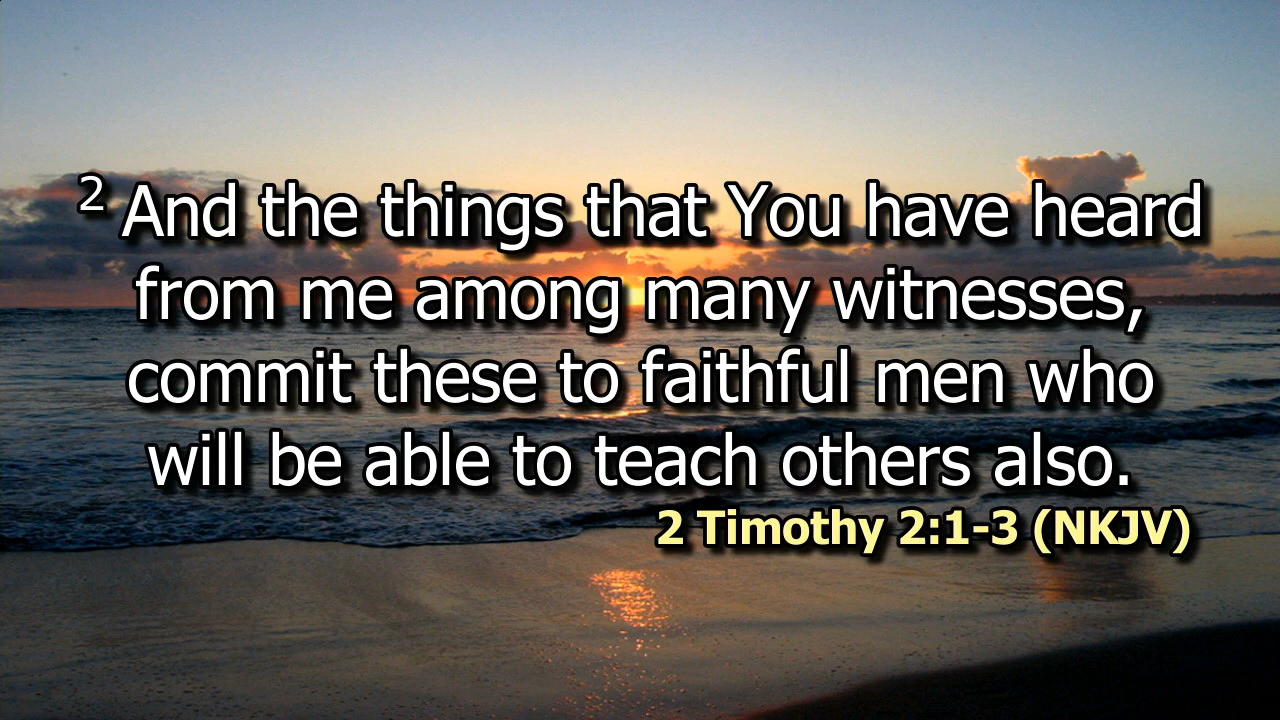 2 And the things that You have heard
from me among many witnesses,
commit these to faithful men who
will be able to teach others also.
2 Timothy 2:1-3 (NKJV)